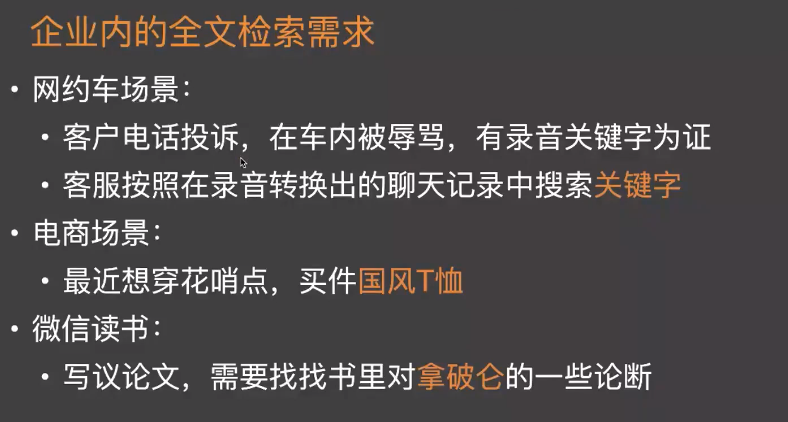 企业内的全文检索需求
• 网约车场景：
• 客户电话投诉，在车内被辱骂，有录音关键字为证
• 客服按照在录音转换出的聊天记录中搜索关键字
• 电商场景：
• 最近想穿花哨点，买件国风T恤
• 微信读书：
• 写议论文，需要找找书里对拿破仑的一些论断